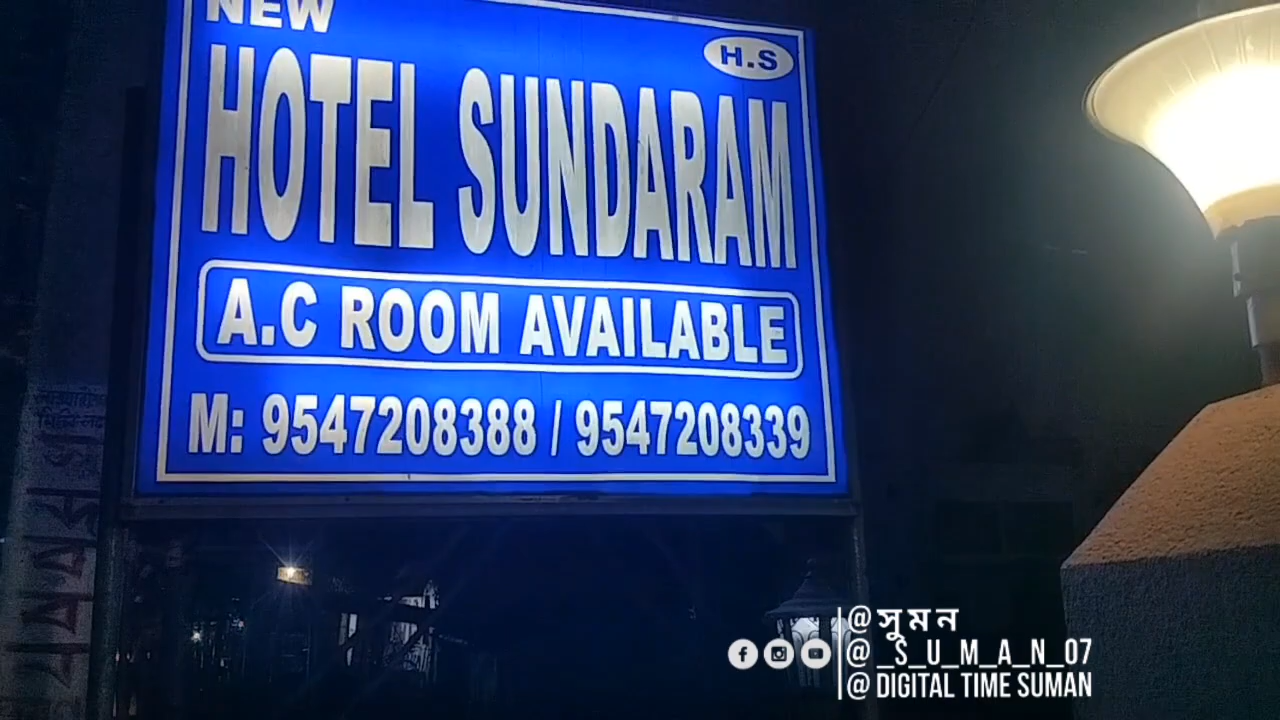 NEW
H.S
HOTEL SUNDARAM
A.C ROOM AVAILABLE
M: 9547208388 / 9547208339
@সুমন
@_S_U_M_A_N_07
@DIGITAL TIME SUMAN